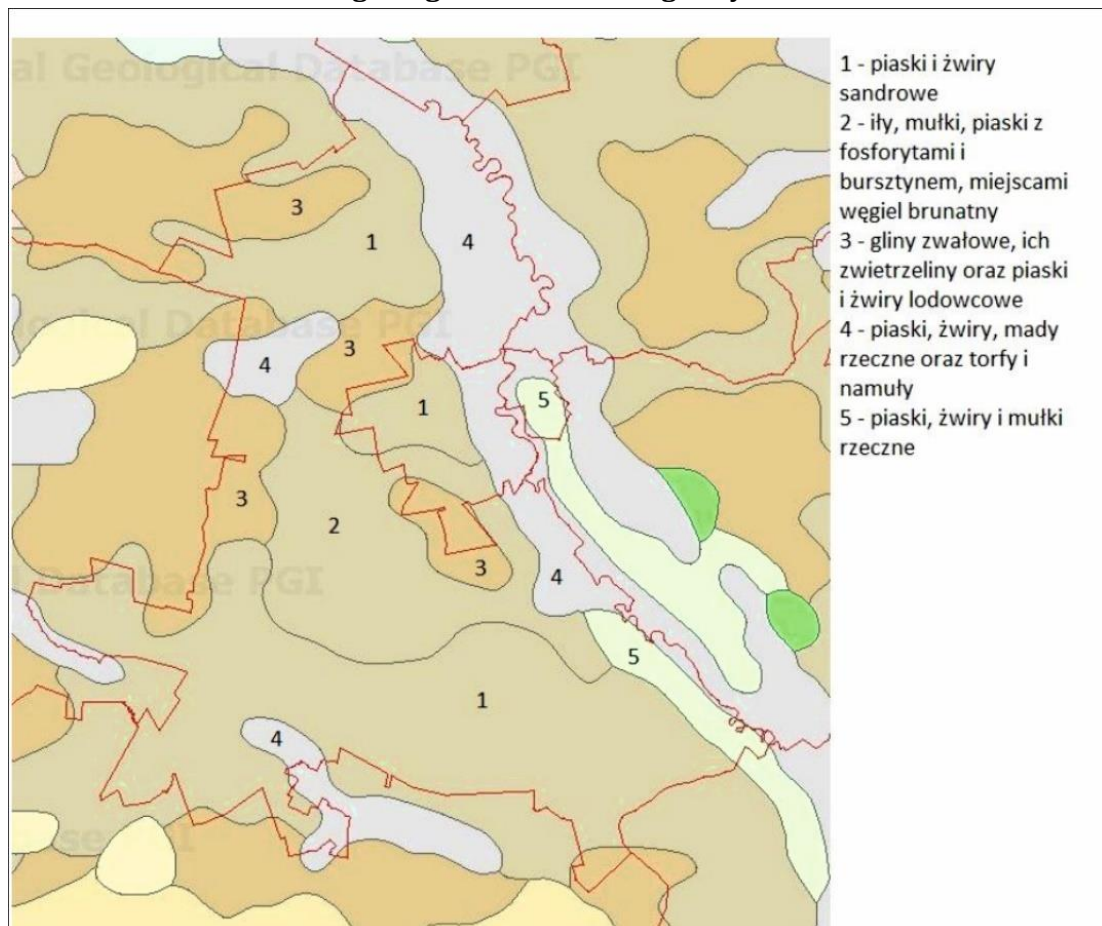 al Geological Database PGI
1 - piaski i żwiry
sandrowe
2 - iły, mułki, piaski z
fosforytami i
bursztynem, miejscami
węgiel brunatny
3 - gliny zwałowe, ich
zwietrzeliny oraz piaski
i żwiry lodowcowe
4 - piaski, żwiry, mady
rzeczne oraz torfy i
namuły
5 - piaski, żwiry i mułki
rzeczne
3
1
4
Database PGI
3
4
1
5
3
2
3
4
Database PGI
5
1
4